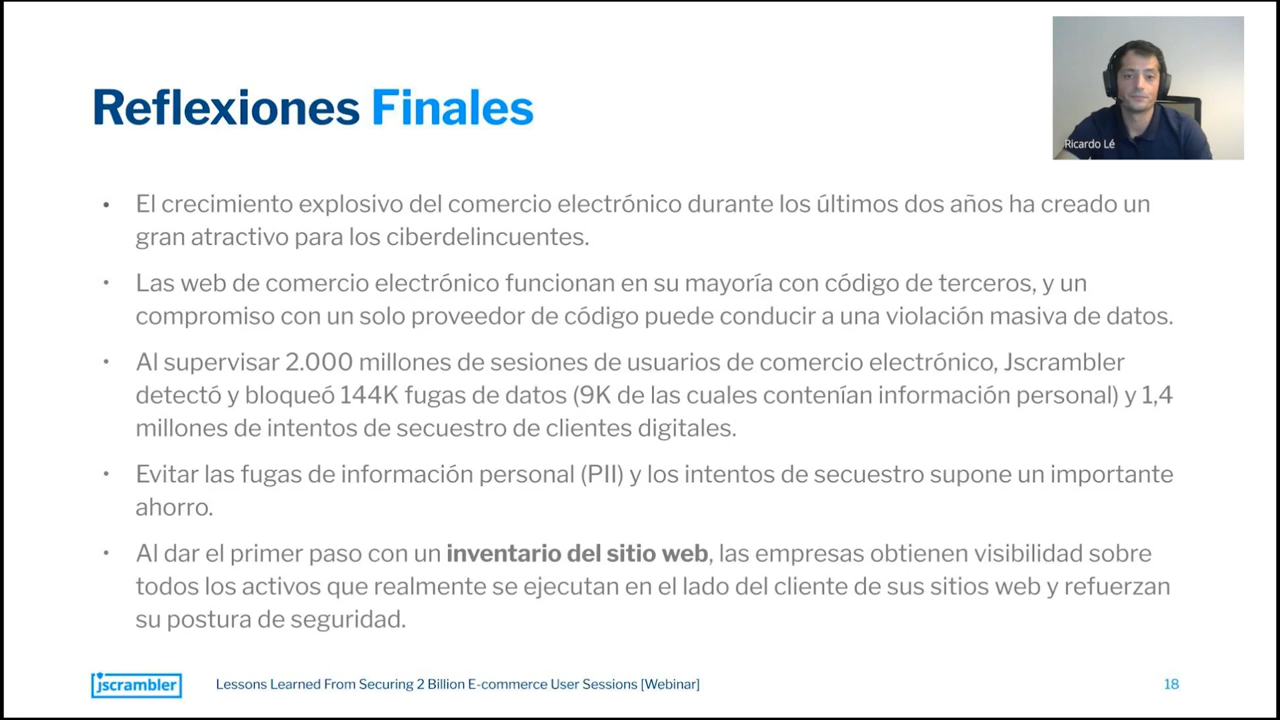 Reflexiones Finales
Ricardo Lé
• El crecimiento explosivo del comercio electrónico durante los últimos dos años ha creado un
gran atractivo para los ciberdelincuentes.
• Las web de comercio electrónico funcionan en su mayoría con código de terceros, y un
compromiso con un solo proveedor de código puede conducir a una violación masiva de datos.
• Al supervisar 2.000 millones de sesiones de usuarios de comercio electrónico, Jscrambler
detectó y bloqueó 144K fugas de datos (9K de las cuales contenían información personal) y 1,4
millones de intentos de secuestro de clientes digitales.
• Evitar las fugas de información personal (PII) y los intentos de secuestro supone un importante
ahorro.
• Al dar el primer paso con un inventario del sitio web, las empresas obtienen visibilidad sobre
todos los activos que realmente se ejecutan en el lado del cliente de sus sitios web y refuerzan
su postura de seguridad.
jscrambler
Lessons Learned From Securing 2 Billion E-commerce User Sessions [Webinar]
18